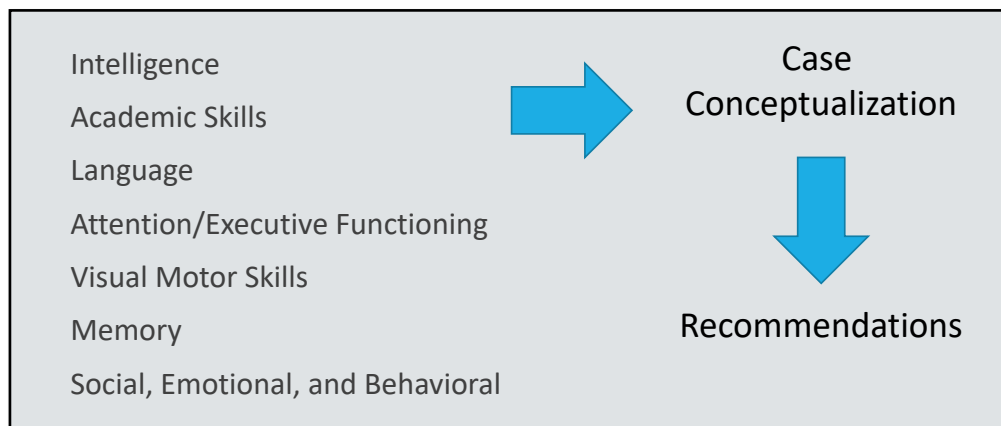 Intelligence
Academic Skills
Language
Attention/Executive Functioning
Visual Motor Skills
Memory
Social, Emotional, and Behavioral
Case
Conceptualization
Recommendations